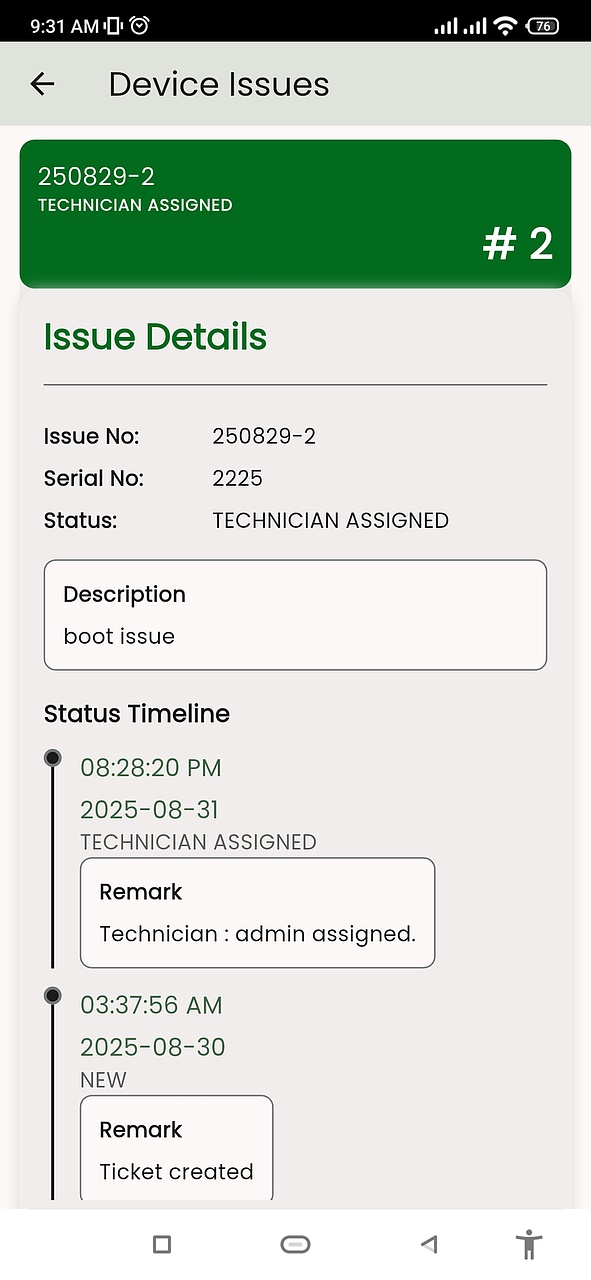 9:31 AM
76
Device Issues
250829-2
TECHNICIAN ASSIGNED
# 2
Issue Details
Issue No: 250829-2
Serial No: 2225
Status: TECHNICIAN ASSIGNED
Description
boot issue
Status Timeline
08:28:20 PM
2025-08-31
TECHNICIAN ASSIGNED
Remark
Technician : admin assigned.
03:37:56 AM
2025-08-30
NEW
Remark
Ticket created